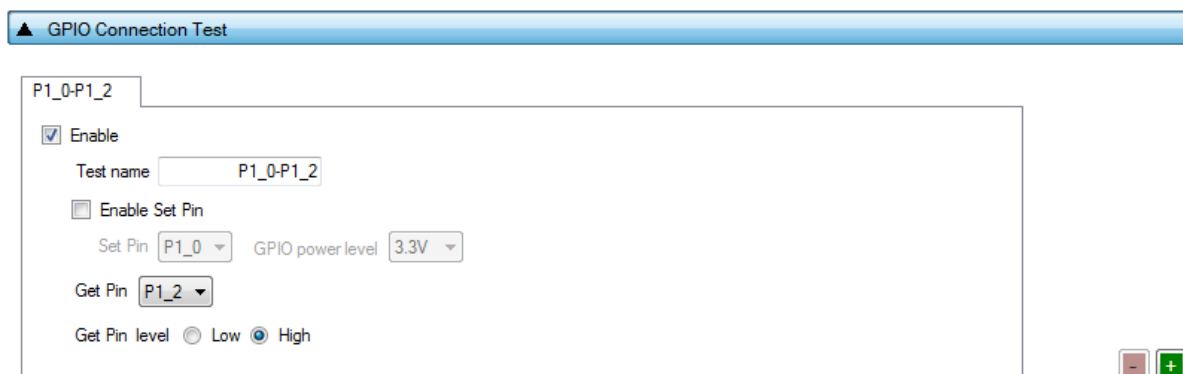 ▲ GPIO Connection Test
P1_0-P1_2
Enable
Test name P1_0-P1_2
Enable Set Pin
Set Pin P1_0 GPIO power level 3.3V
Get Pin P1_2
Get Pin level Low High
- +